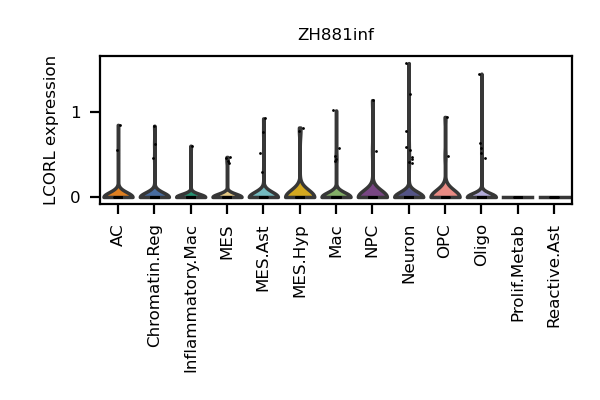 ZH881inf
LCORL expression
1
0
AC
Chromatin.Reg
Inflammatory.Mac
MES
MES.Ast
MES.Hyp
Mac
NPC
Neuron
OPC
Oligo
Prolif.Metab
Reactive.Ast